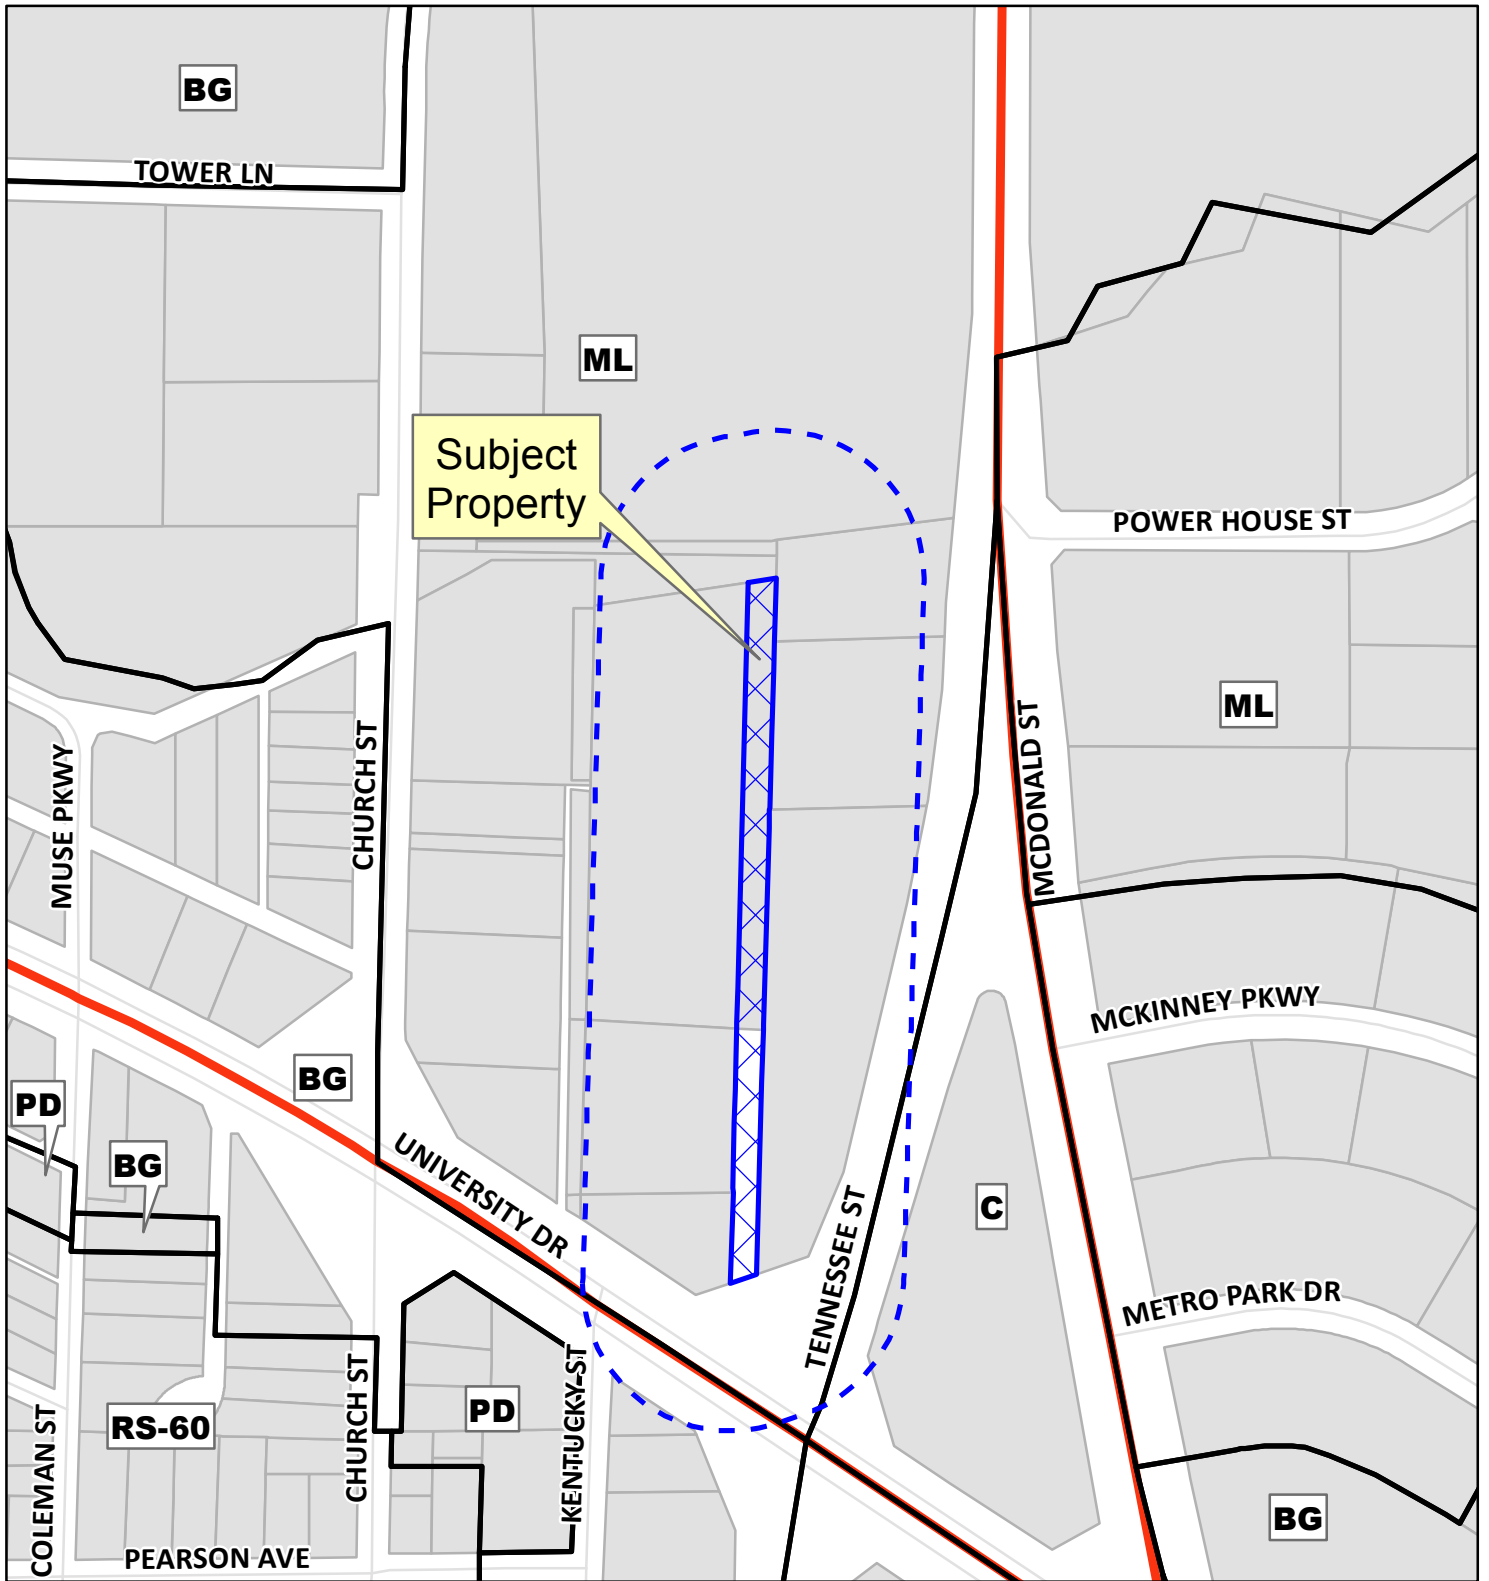 BG
TOWER LN
ML
Subject
Property
POWER HOUSE ST
ML
MCDONALD ST
CHURCH ST
MUSE PKWY
MCKINNEY PKWY
BG
PD
BG
UNIVERSITY DR
C
TENNESSEE ST
METRO PARK DR
RS-60
CHURCH ST
PD
KENTUCKY ST
COLEMAN ST
BG
PEARSON AVE